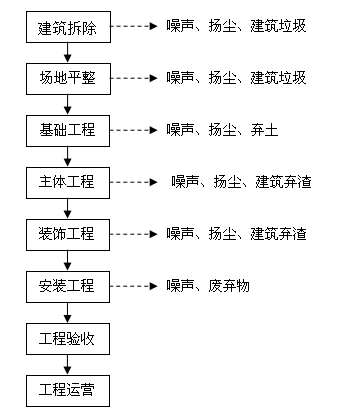 建筑拆除 噪声、扬尘、建筑垃圾
场地平整 噪声、扬尘、建筑垃圾
基础工程 噪声、扬尘、弃土
主体工程 噪声、扬尘、建筑弃渣
装饰工程 噪声、扬尘、建筑弃渣
安装工程 噪声、废弃物
工程验收
工程运营